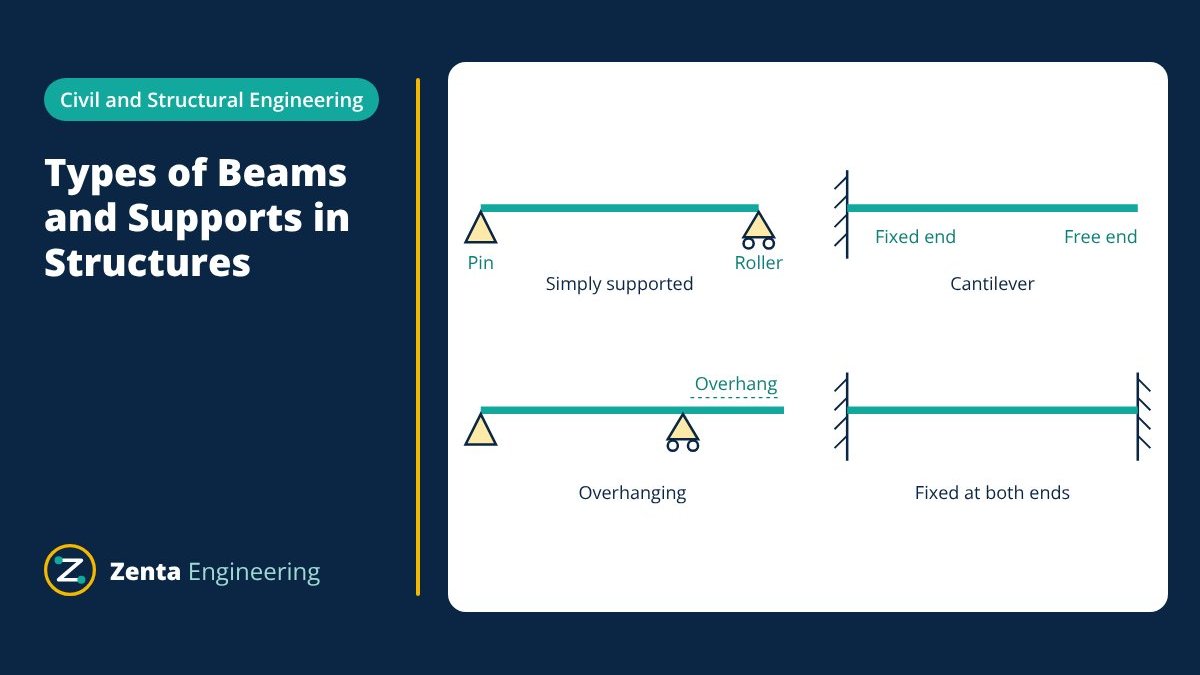 Civil and Structural Engineering
Types of Beams
and Supports in
Structures
Zenta Engineering
Pin
Roller
Simply supported
Fixed end
Free end
Cantilever
Overhang
Overhanging
Fixed at both ends